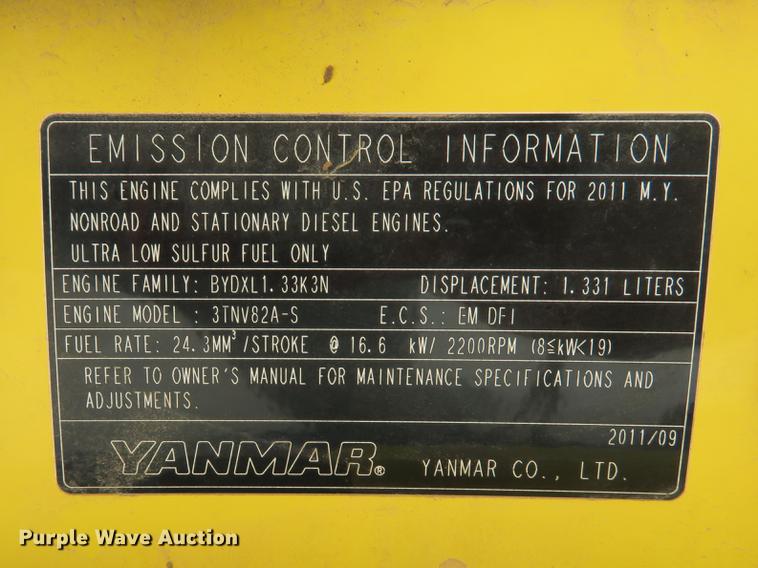 EMISSION CONTROL INFORMATION
THIS ENGINE COMPLIES WITH U.S. EPA REGULATIONS FOR 2011 M.Y.
NONROAD AND STATIONARY DIESEL ENGINES.
ULTRA LOW SULFUR FUEL ONLY
ENGINE FAMILY: BYDXL1.33K3N DISPLACEMENT: 1.331 LITERS
ENGINE MODEL : 3TNV82A-S E.C.S.: EM DFI
FUEL RATE: 24.3MM³/STROKE @ 16.6 kW/ 2200RPM (8≦kW<19)
REFER TO OWNER'S MANUAL FOR MAINTENANCE SPECIFICATIONS AND
ADJUSTMENTS.
2011/09
YANMAR® YANMAR CO., LTD.
Purple Wave Auction